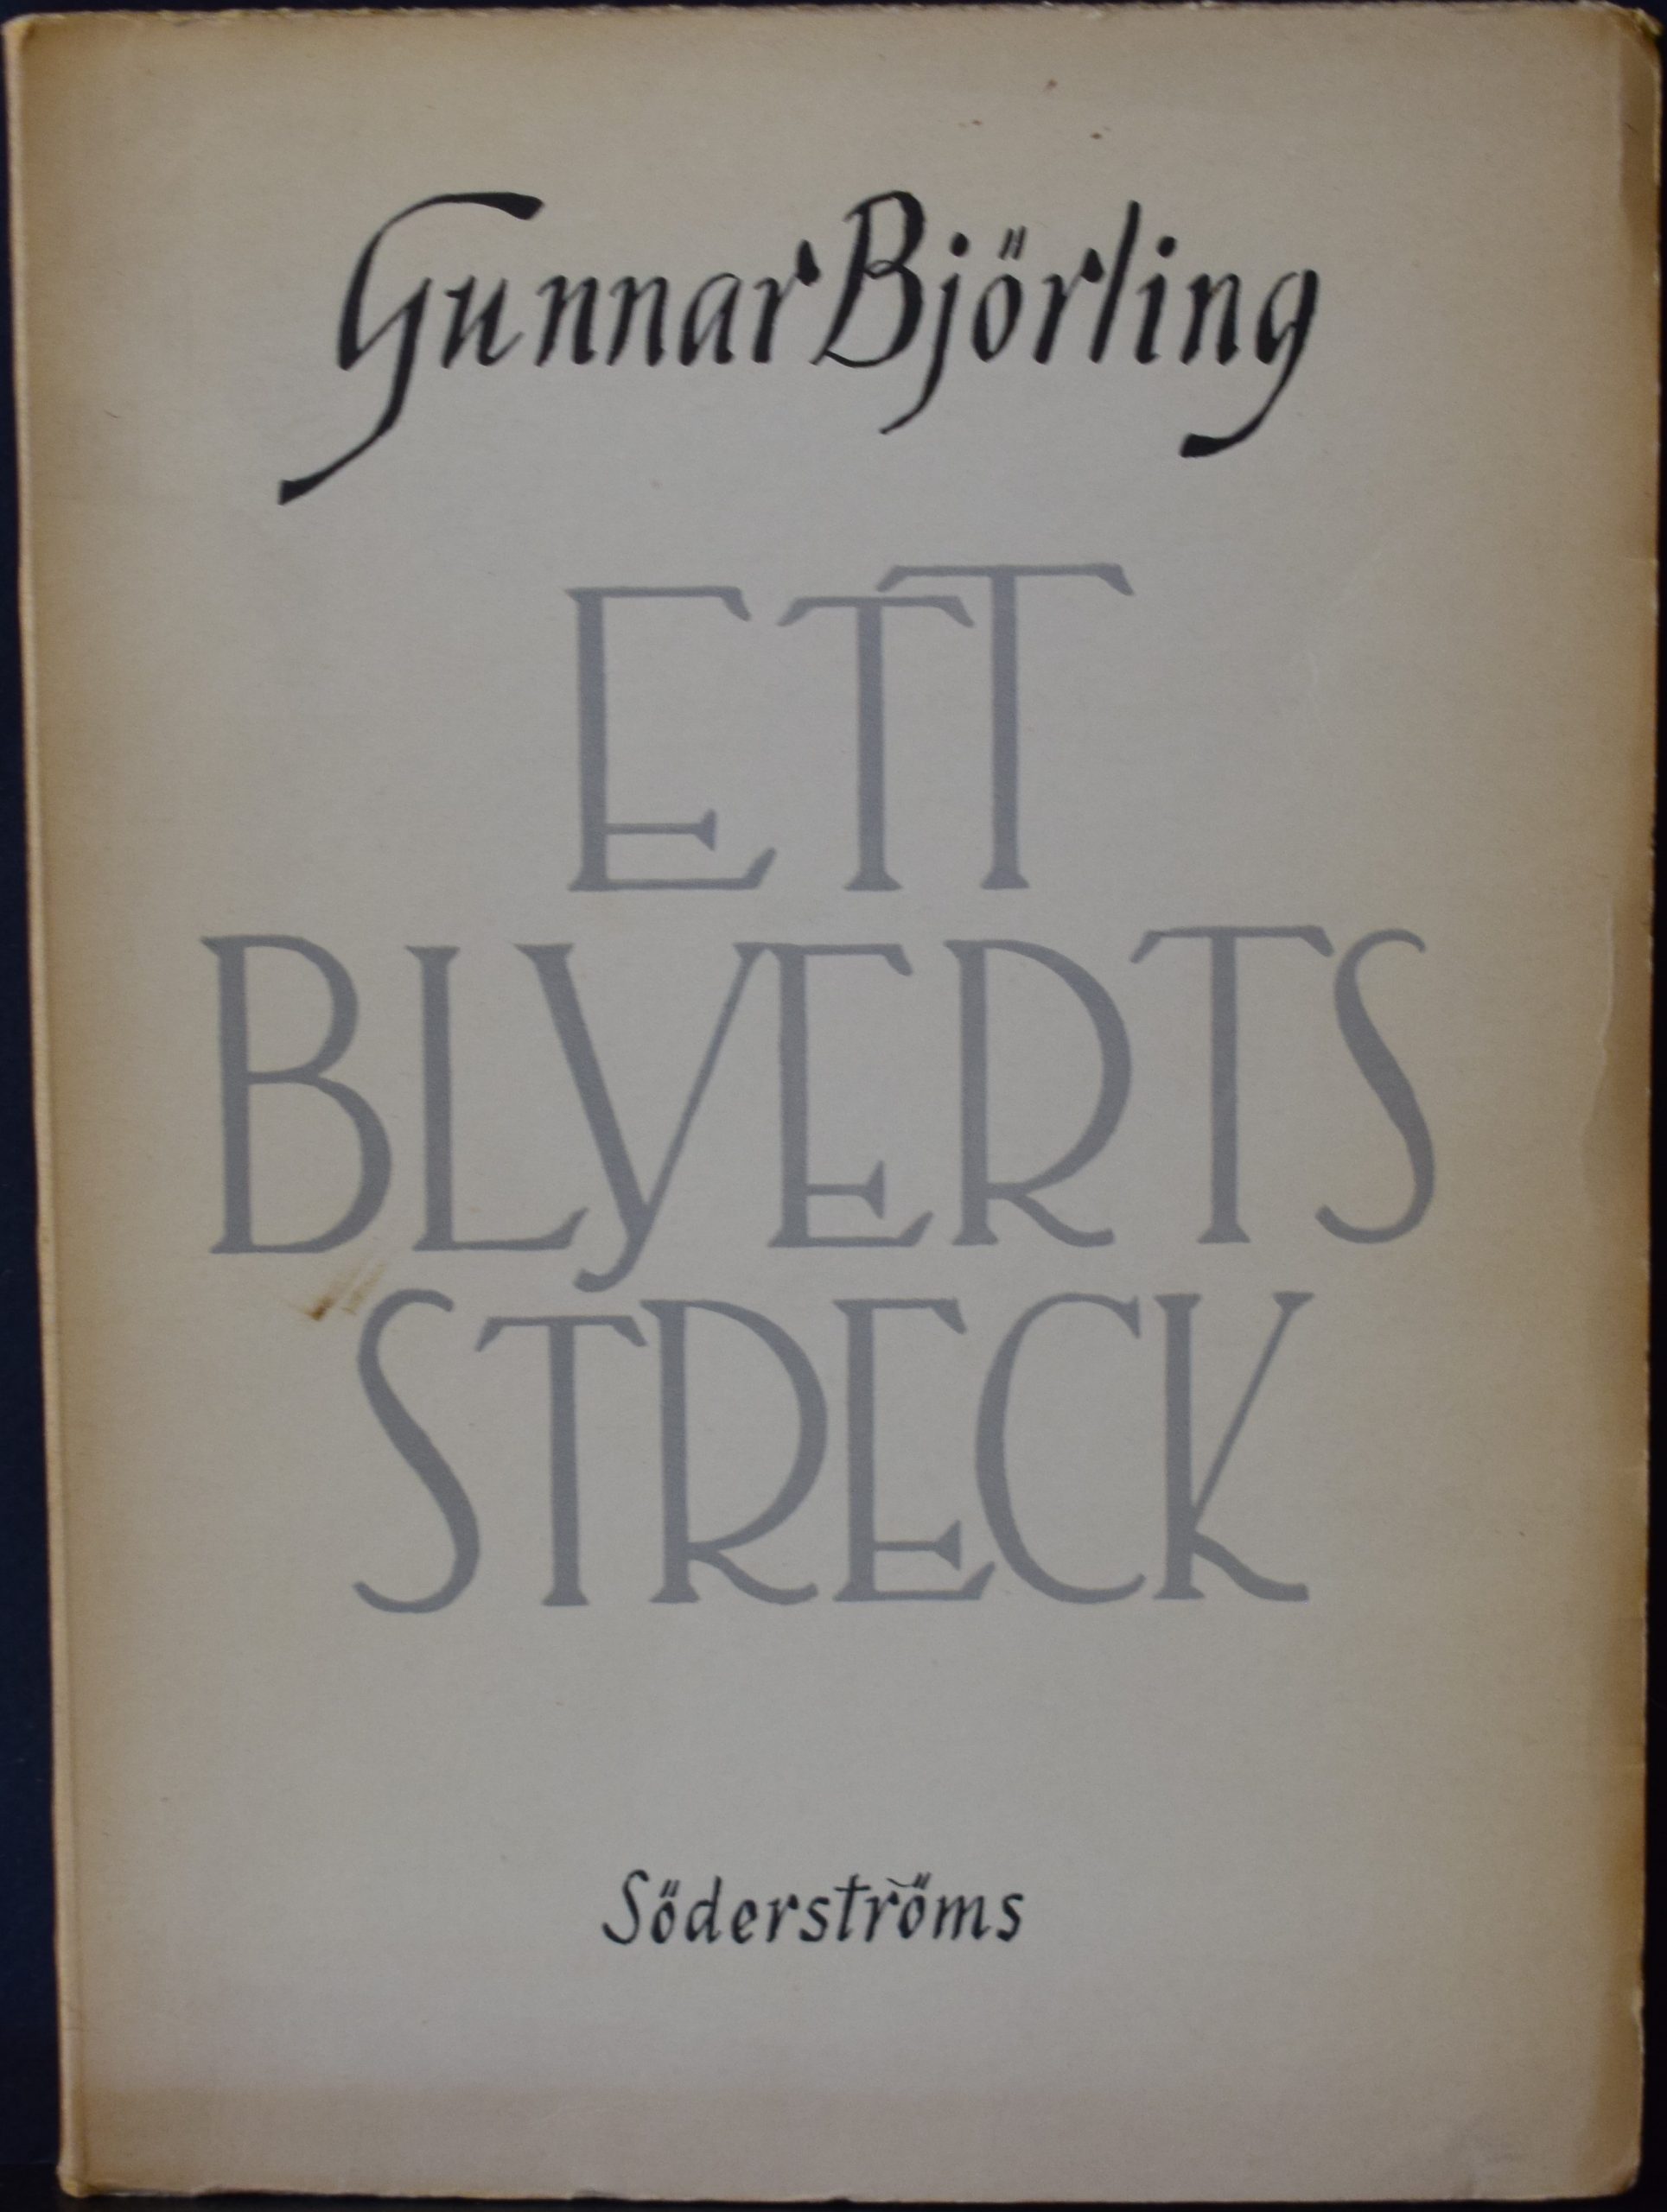 Gunnar Björling
ETT
BLYERTS
STRECK
Söderströms